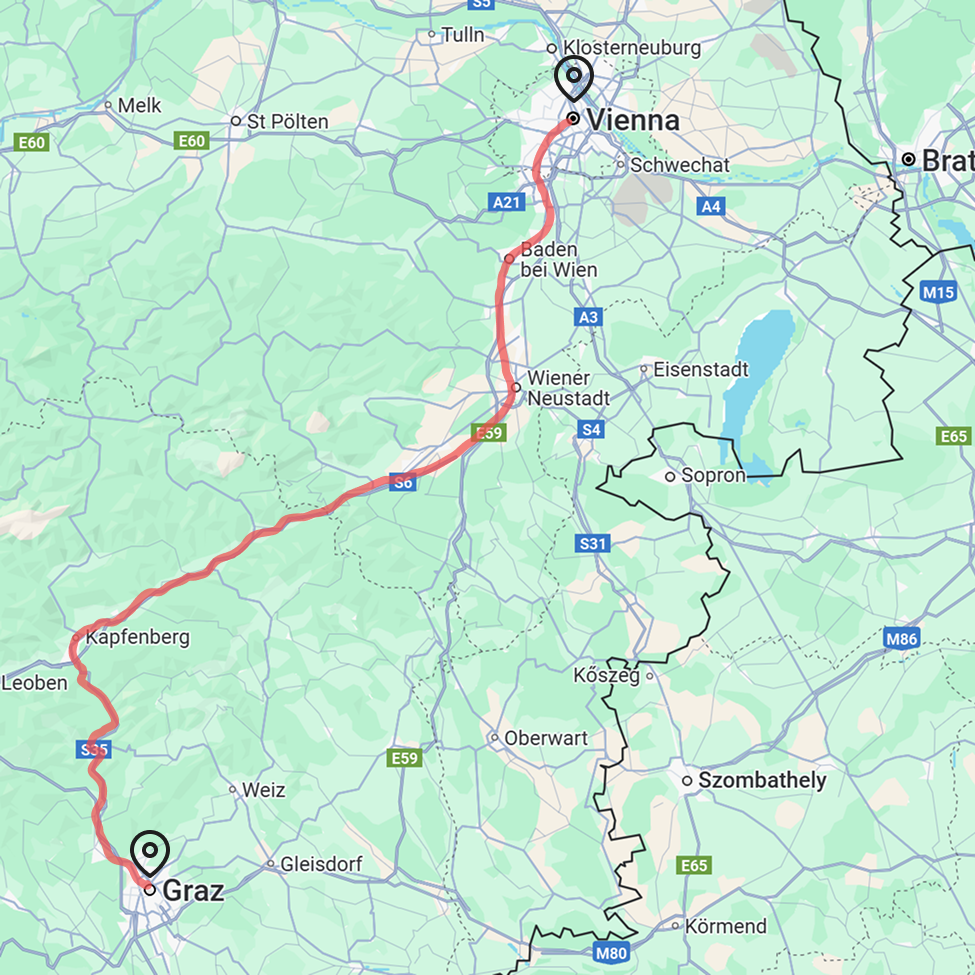 S5
Tulln
Klosterneuburg
Melk
St Pölten
Vienna
E60
E60
Schwechat
Brat
A21
A4
Baden
bei Wien
M15
A3
Eisenstadt
Wiener
Neustadt
E59
S4
E65
S6
Sopron
S31
Kapfenberg
M86
Leoben
Kőszeg
S35
Oberwart
E59
Szombathely
Weiz
Gleisdorf
E65
Graz
Körmend
M80